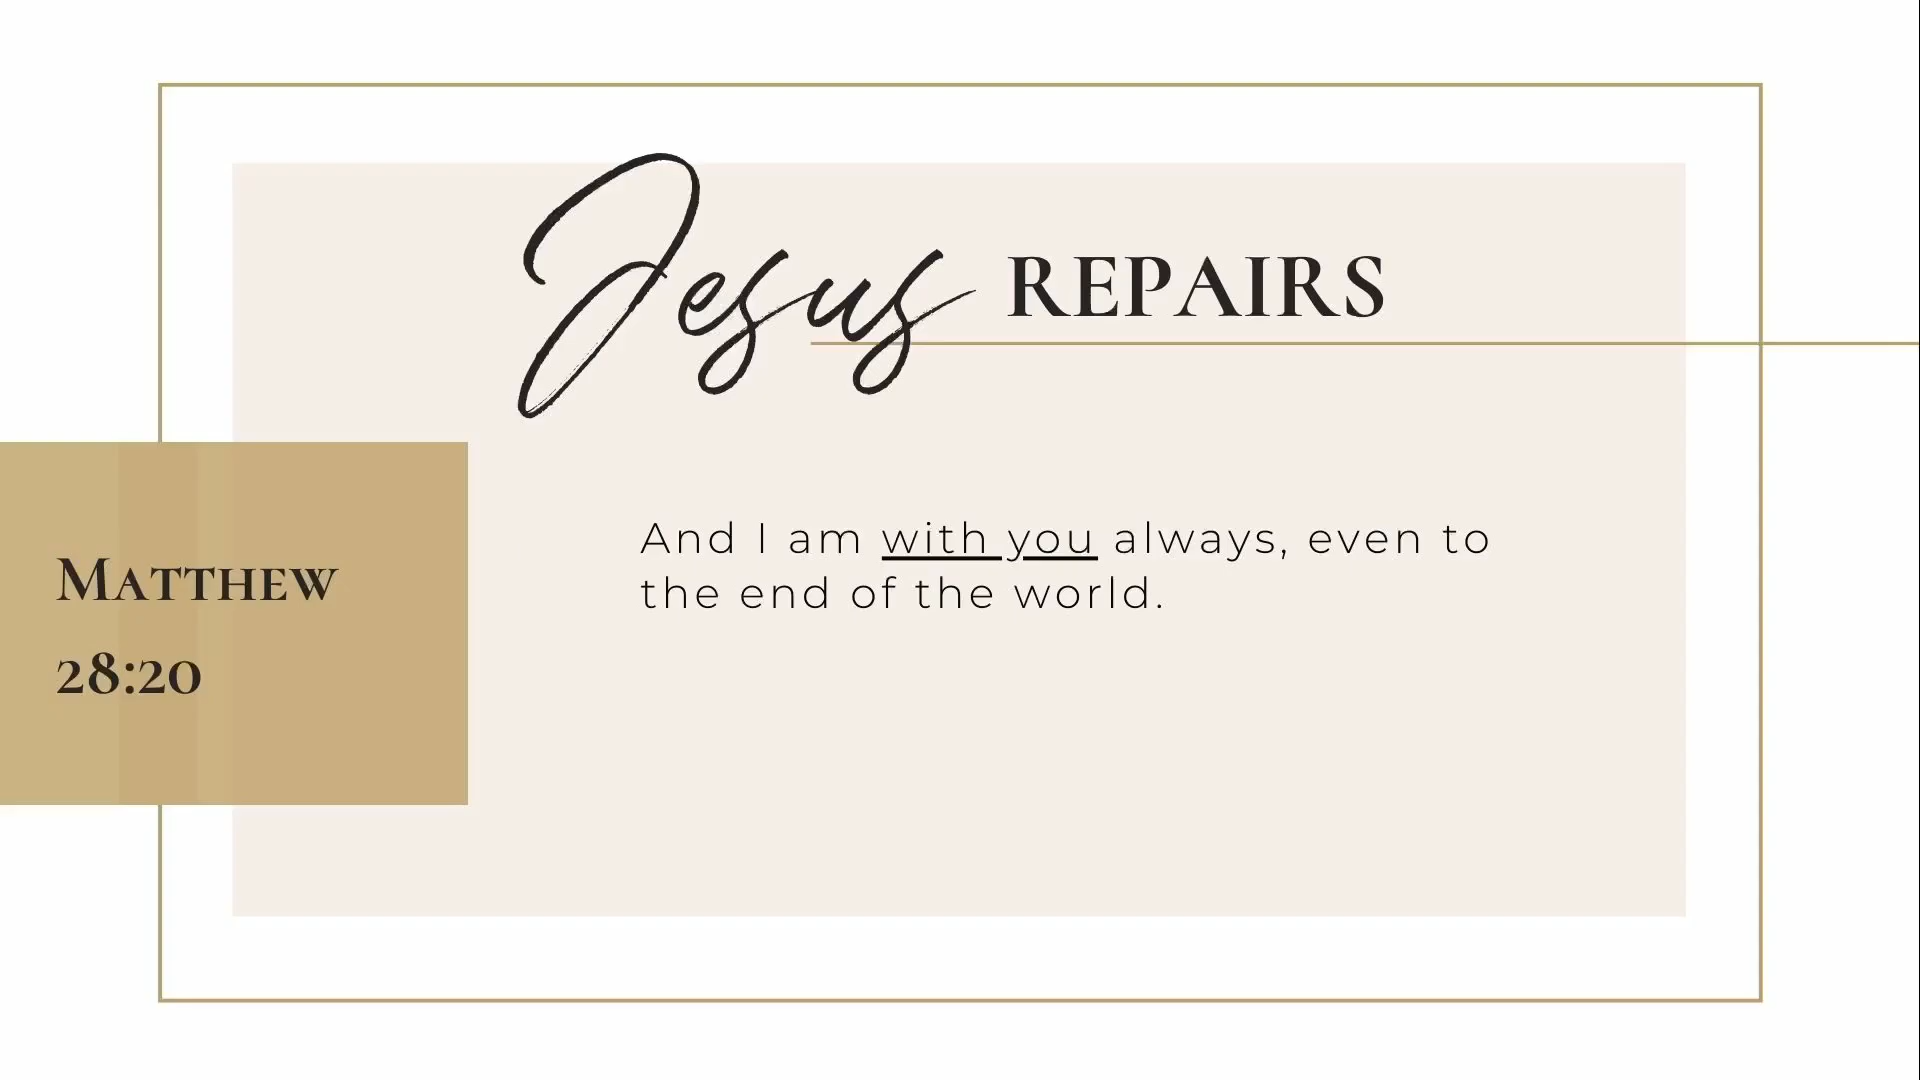 Jesus REPAIRS
Matthew
28:20
And I am with you always, even to
the end of the world.